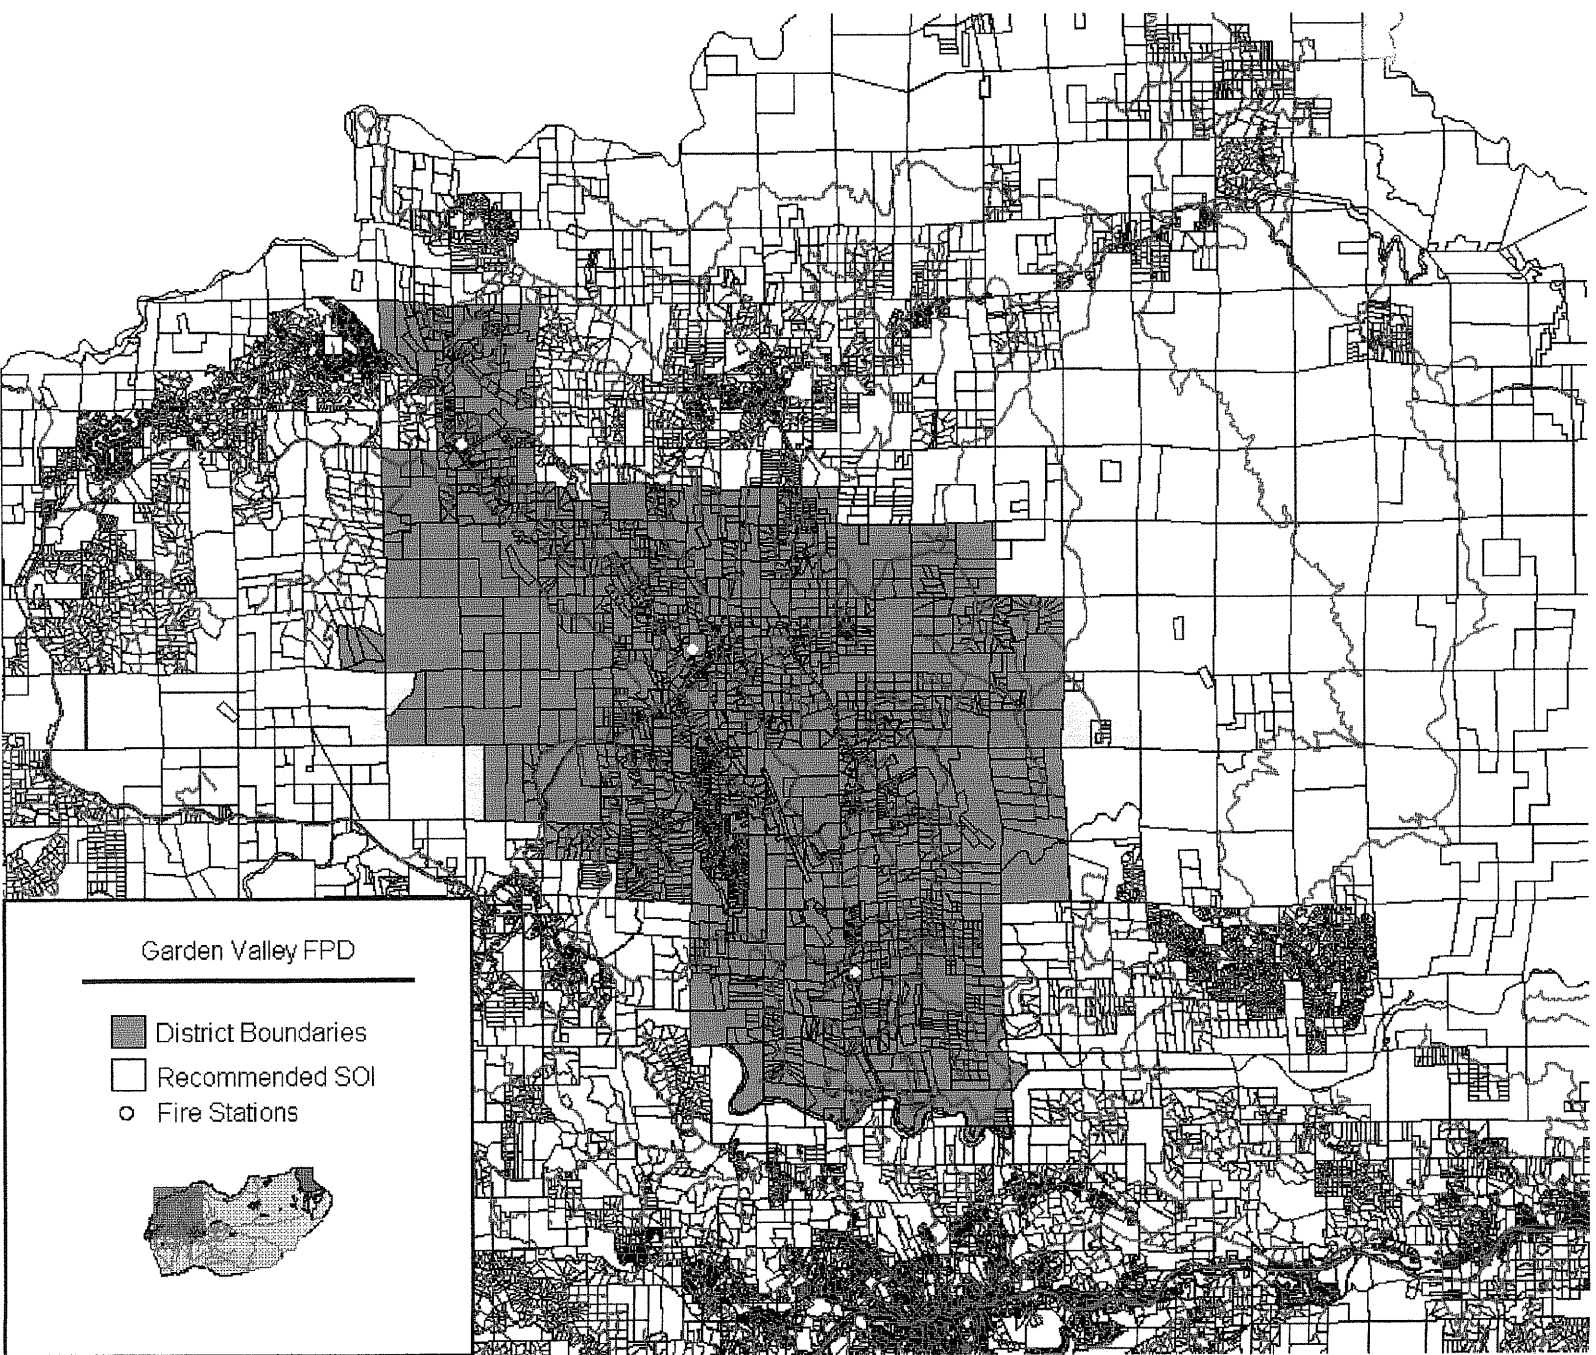 Garden Valley FPD
District Boundaries
Recommended SOI
Fire Stations